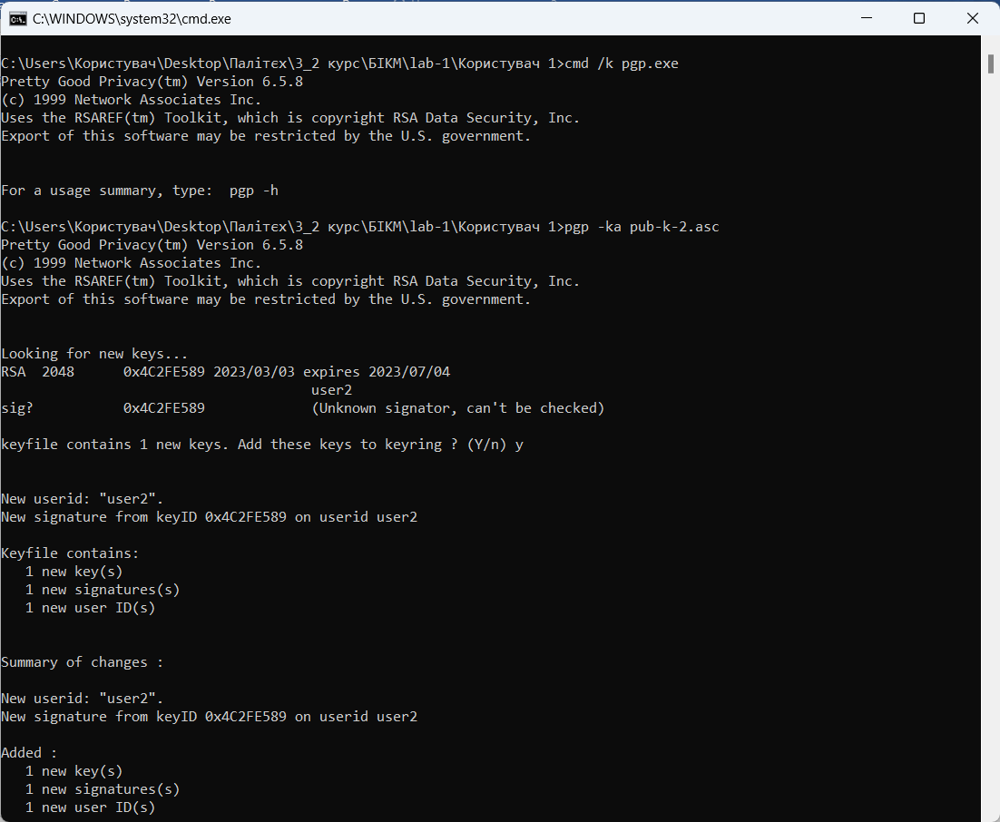 C:\WINDOWS\system32\cmd.exe
C:\Users\Користувач\Desktop\Палітєх\3_2 курс\БІКМ\lab-1\Користувач 1>cmd /k pgp.exe
Pretty Good Privacy(tm) Version 6.5.8
(c) 1999 Network Associates Inc.
Uses the RSAREF(tm) Toolkit, which is copyright RSA Data Security, Inc.
Export of this software may be restricted by the U.S. government.
For a usage summary, type:  pgp -h
C:\Users\Користувач\Desktop\Палітєх\3_2 курс\БІКМ\lab-1\Користувач 1>pgp -ka pub-k-2.asc
Pretty Good Privacy(tm) Version 6.5.8
(c) 1999 Network Associates Inc.
Uses the RSAREF(tm) Toolkit, which is copyright RSA Data Security, Inc.
Export of this software may be restricted by the U.S. government.
Looking for new keys...
RSA  2048      0x4C2FE589 2023/03/03 expires 2023/07/04
user2
sig?           0x4C2FE589             (Unknown signator, can't be checked)
keyfile contains 1 new keys. Add these keys to keyring ? (Y/n) y
New userid: "user2".
New signature from keyID 0x4C2FE589 on userid user2
Keyfile contains:
1 new key(s)
1 new signatures(s)
1 new user ID(s)
Summary of changes :
New userid: "user2".
New signature from keyID 0x4C2FE589 on userid user2
Added :
1 new key(s)
1 new signatures(s)
1 new user ID(s)